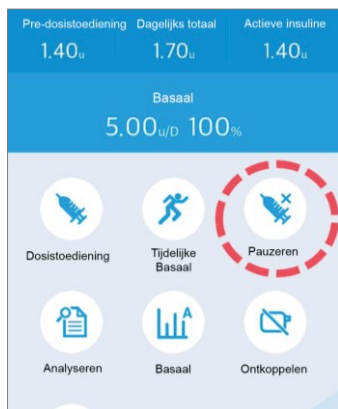 Pre-dosistoediening Dagelijks totaal Actieve insuline
1.40u 1.70u 1.40u
Basaal
5.00u/D 100%
Dosistoediening Tijdelijke Basaal Pauzeren
Analyseren Basaal Ontkoppelen
A